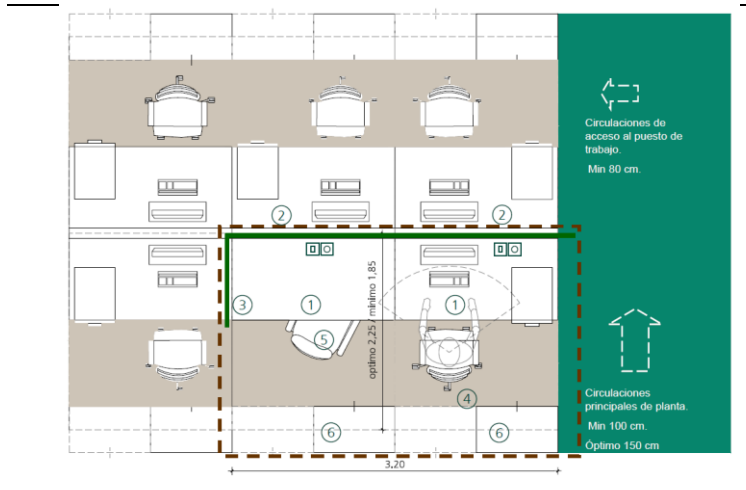 Circulaciones de
acceso al puesto de
trabajo.
Min 80 cm.
2
2
3
1
1
optimo 2,25 / mínimo 1,85
5
4
Circulaciones
principales de planta.
Min 100 cm.
Óptimo 150 cm
6
6
3,20